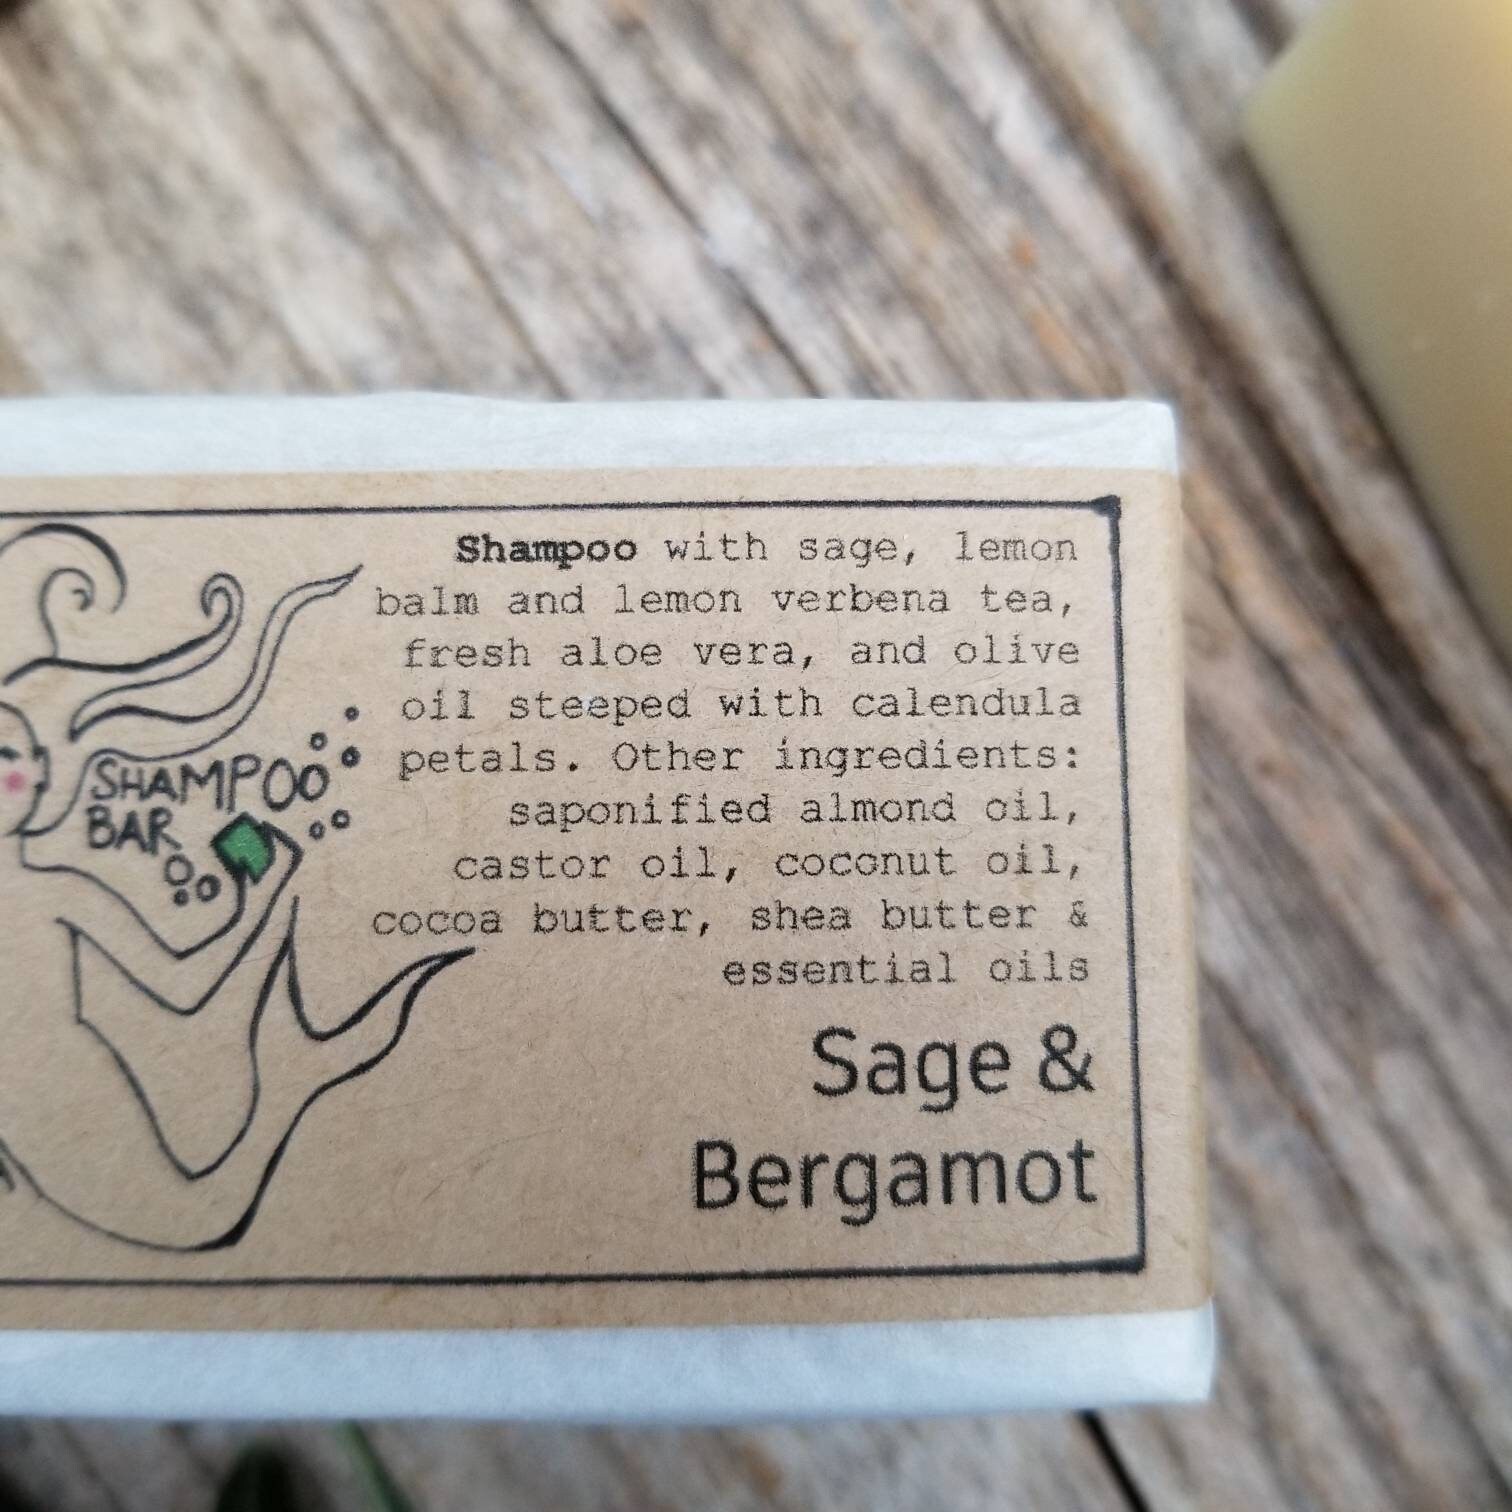 SHAMPOO
BAR
Shampoo with sage, lemon
balm and lemon verbena tea,
fresh aloe vera, and olive
oil steeped with calendula
petals. Other ingredients:
saponified almond oil,
castor oil, coconut oil,
cocoa butter, shea butter &
essential oils
Sage &
Bergamot